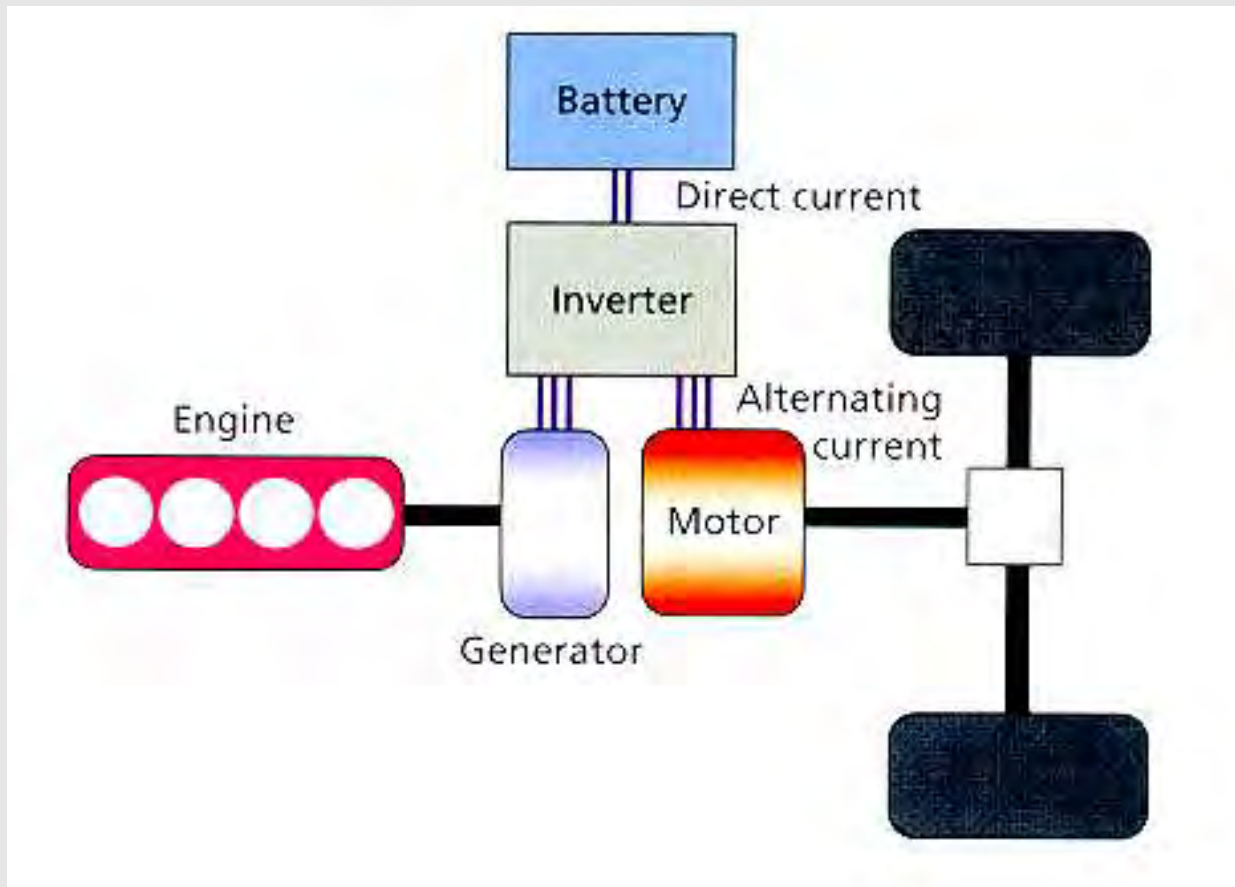 Battery
Direct current
Inverter
Alternating
current
Engine
Motor
Generator